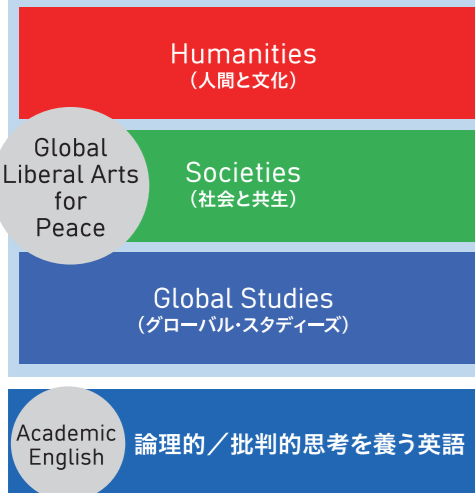 Humanities
（人間と文化）
Global
Liberal Arts
for
Peace
Societies
（社会と共生）
Global Studies
（グローバル・スタディーズ）
Academic
English
論理的／批判的思考を養う英語